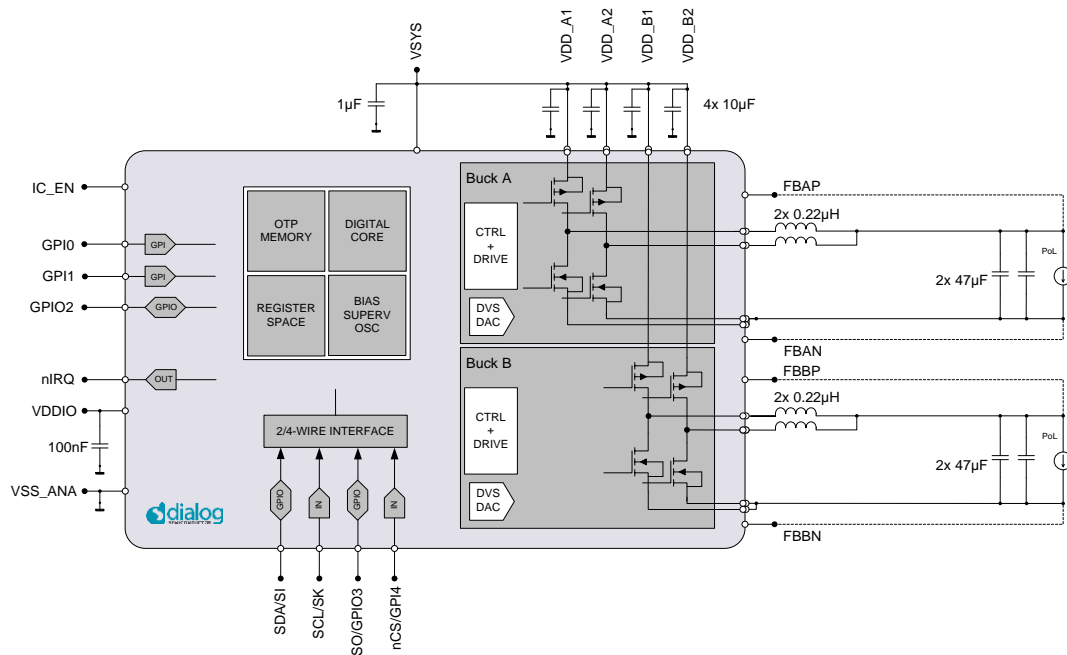 VSYS
VDD_A1
VDD_A2
VDD_B1
VDD_B2
1µF
4x 10µF
IC_EN
GPI0
GPI
GPI1
GPI
GPIO2
GPIO
nIRQ
OUT
VDDIO
100nF
VSS_ANA
OTP
MEMORY
DIGITAL
CORE
REGISTER
SPACE
BIAS
SUPERV
OSC
2/4-WIRE INTERFACE
GPIO
IN
GPIO
IN
SDA/SI
SCL/SK
SO/GPIO3
nCS/GPI4
dialog
SEMICONDUCTOR
Buck A
CTRL
+
DRIVE
DVS
DAC
Buck B
CTRL
+
DRIVE
DVS
DAC
FBAP
2x 0.22µH
2x 47µF
PoL
FBAN
FBBP
2x 0.22µH
2x 47µF
PoL
FBBN